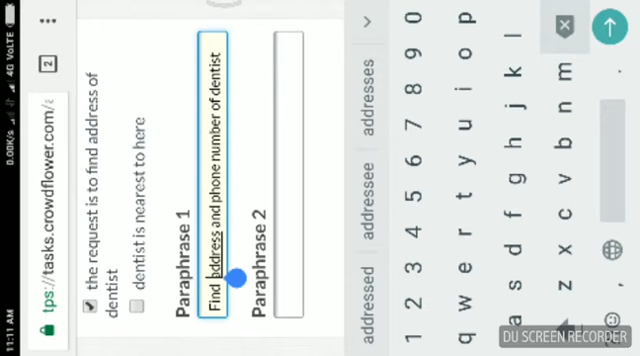 11:11 AM
0.00K/s
4G VoLTE
tps://tasks.crowdflower.com/
2
the request is to find address of
dentist
dentist is nearest to here
Paraphrase 1
Find address and phone number of dentist
Paraphrase 2
addressed addressee addresses
1 2 3 4 5 6 7 8 9 0
q w e r t y u i o p
a s d f g h j k l
z x c v b n m
, .
DU SCREEN RECORDER